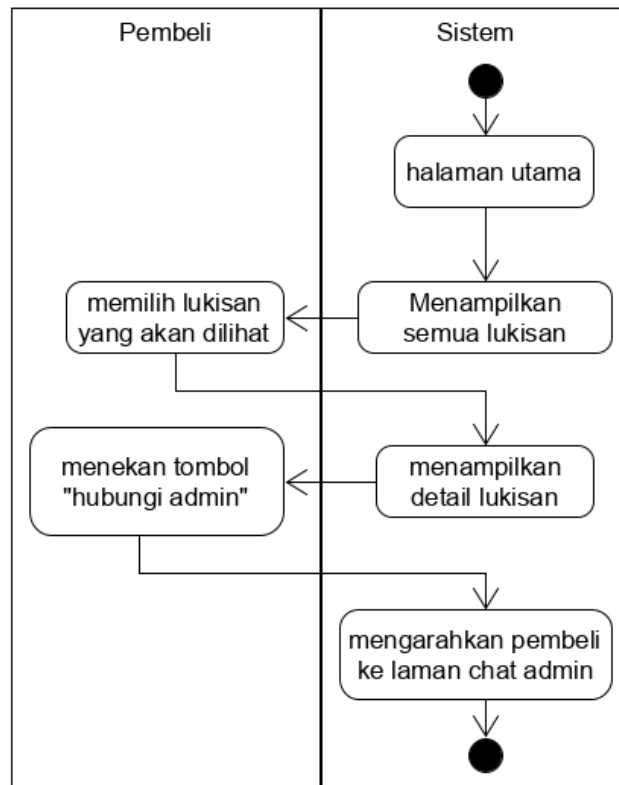 Pembeli
Sistem
halaman utama
Menampilkan
semua lukisan
memilih lukisan
yang akan dilihat
menampilkan
detail lukisan
menekan tombol
"hubungi admin"
mengarahkan pembeli
ke laman chat admin